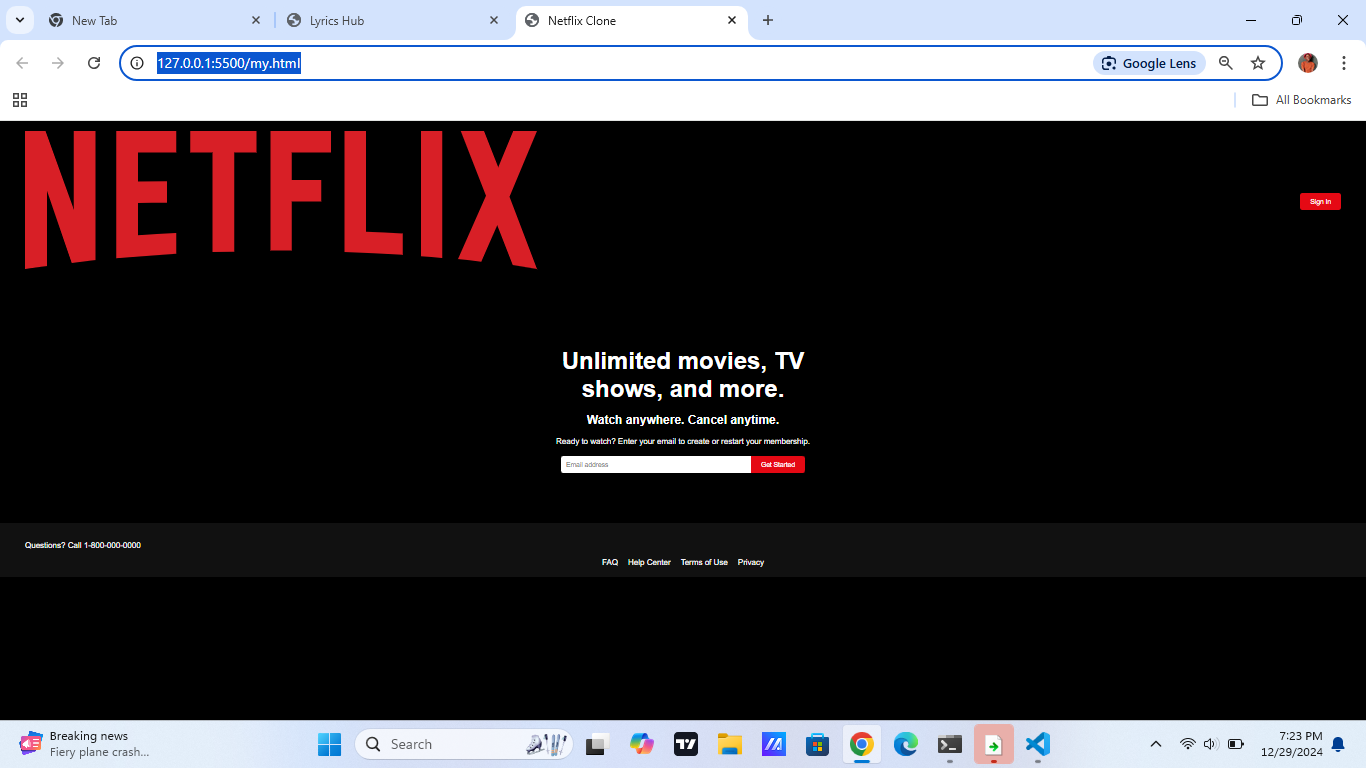 New Tab
Lyrics Hub
Netflix Clone
127.0.0.1:5500/my.html
Google Lens
All Bookmarks
NETFLIX
Sign In
Unlimited movies, TV
shows, and more.
Watch anywhere. Cancel anytime.
Ready to watch? Enter your email to create or restart your membership.
Email address
Get Started
Questions? Call 1-800-000-0000
FAQ Help Center Terms of Use Privacy
Breaking news
Fiery plane crash...
Search
7:23 PM
12/29/2024